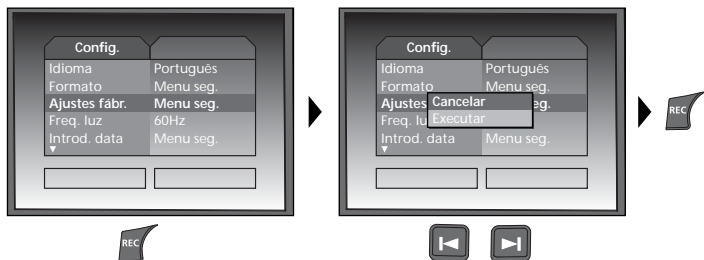 Config.
Idioma Português
Formato Menu seg.
Ajustes fábr. Menu seg.
Freq. luz 60Hz
Introd. data Menu seg.
REC
Config.
Idioma Português
Formato Menu seg.
Ajustes eg.
Cancelar
Freq. lu
Executar
Introd. data Menu seg.
REC